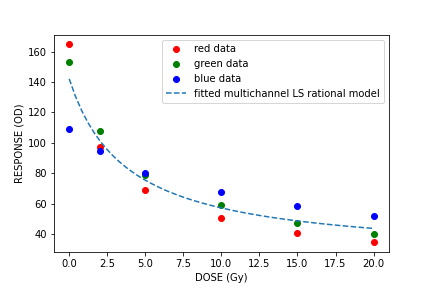 red data
green data
blue data
fitted multichannel LS rational model
RESPONSE (OD)
160
140
120
100
80
60
40
0.0 2.5 5.0 7.5 10.0 12.5 15.0 17.5 20.0
DOSE (Gy)